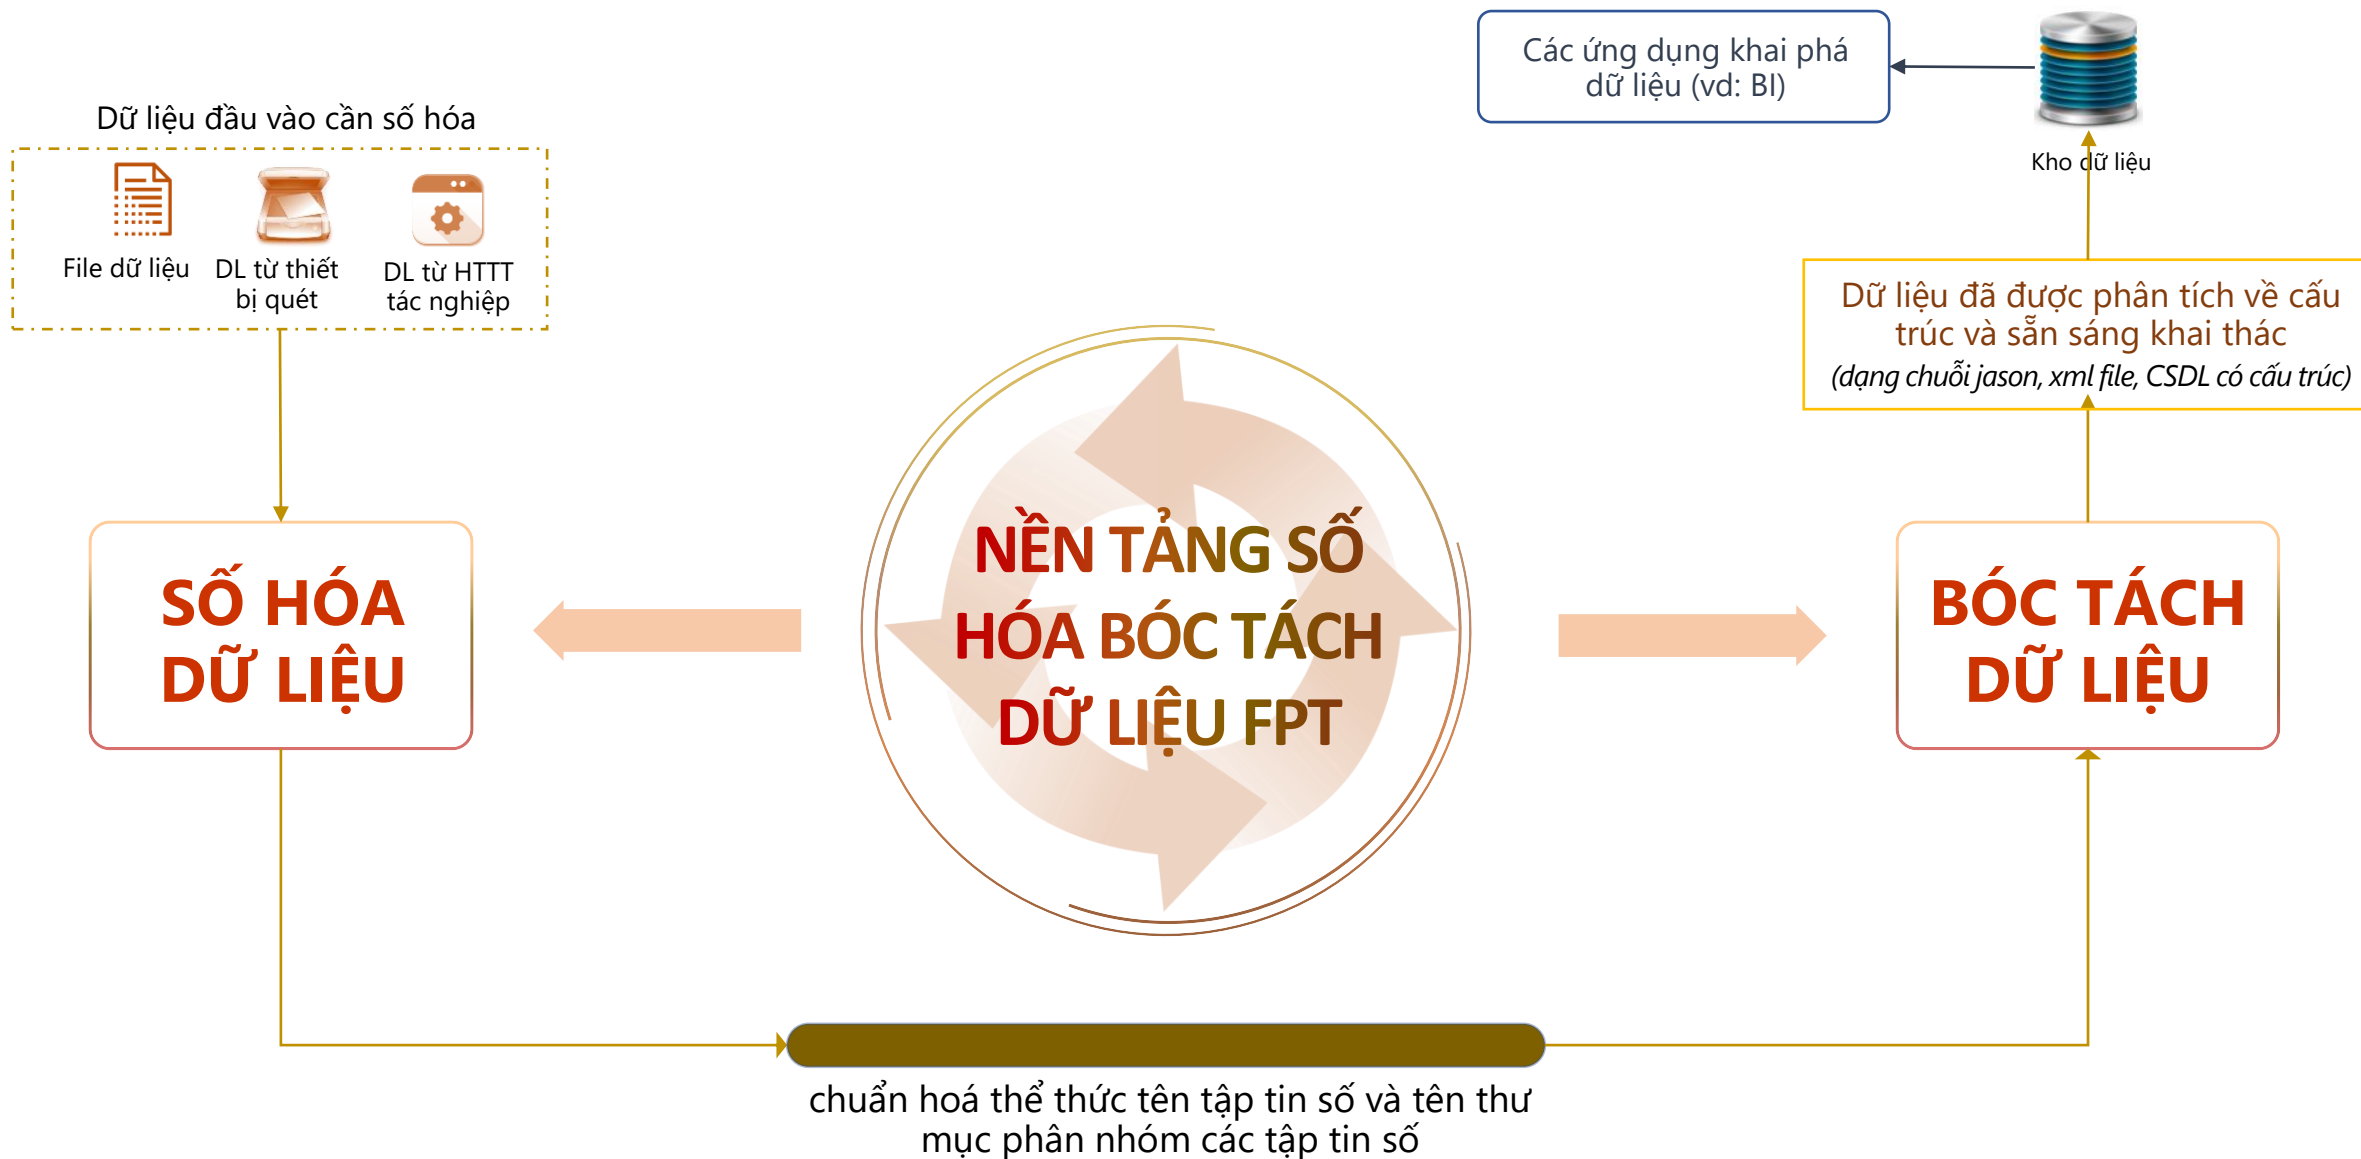 Các ứng dụng khai phá
dữ liệu (vd: BI)
Kho dữ liệu
Dữ liệu đầu vào cần số hóa
File dữ liệu
DL từ thiết
bị quét
DL từ HTTT
tác nghiệp
Dữ liệu đã được phân tích về cấu
trúc và sẵn sáng khai thác
(dạng chuỗi jason, xml file, CSDL có cấu trúc)
SỐ HÓA
DỮ LIỆU
NỀN TẢNG SỐ
HÓA BÓC TÁCH
DỮ LIỆU FPT
BÓC TÁCH
DỮ LIỆU
chuẩn hoá thể thức tên tập tin số và tên thư
mục phân nhóm các tập tin số